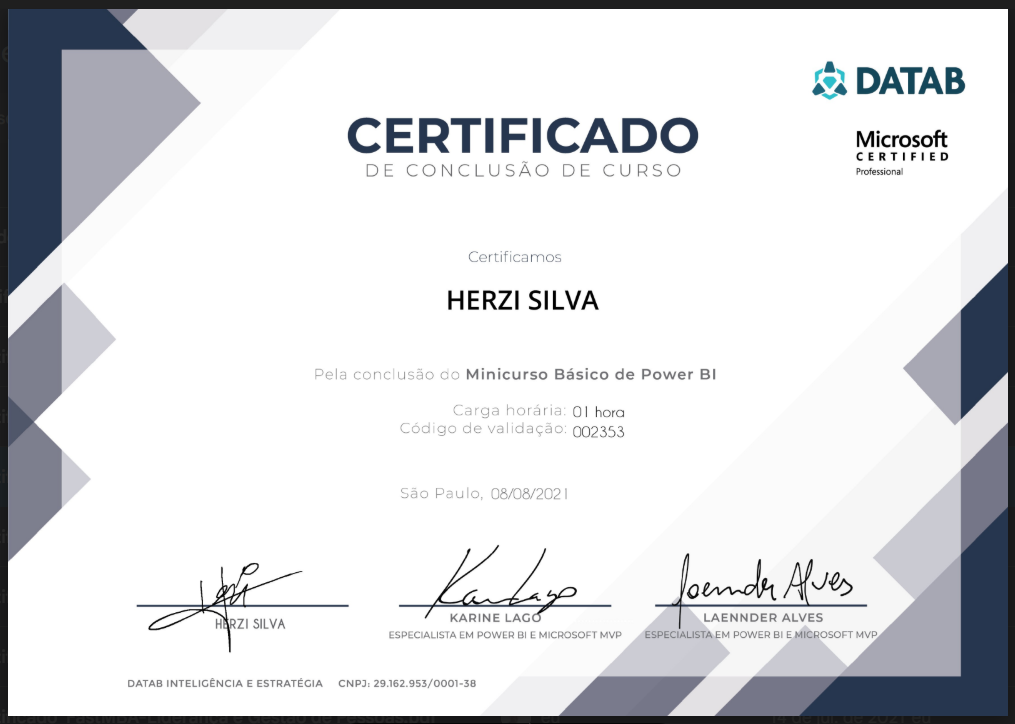 DATAB
Microsoft
CERTIFIED
Professional
CERTIFICADO
DE CONCLUSÃO DE CURSO
Certificamos
HERZI SILVA
Pela conclusão do Minicurso Básico de Power BI
Carga horária: 01 hora
Código de validação: 002353
São Paulo, 08/08/2021
Karine Lago
Laennder Alves
HERZI SILVA
KARINE LAGO
ESPECIALISTA EM POWER BI E MICROSOFT MVP
LAENNDER ALVES
ESPECIALISTA EM POWER BI E MICROSOFT MVP
DATAB INTELIGÊNCIA E ESTRATÉGIA CNPJ: 29.162.953/0001-38